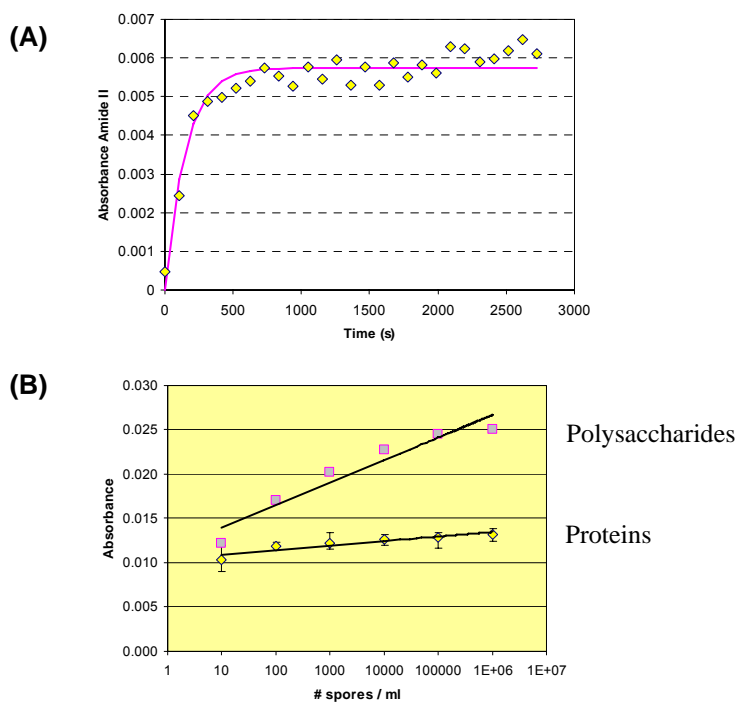 (A)
Absorbance Amide II
0.007
0.006
0.005
0.004
0.003
0.002
0.001
0
0 500 1000 1500 2000 2500 3000
Time (s)
(B)
Absorbance
0.030
0.025
0.020
0.015
0.010
0.005
0.000
Polysaccharides
Proteins
1 10 100 1000 10000 100000 1E+06 1E+07
# spores / ml